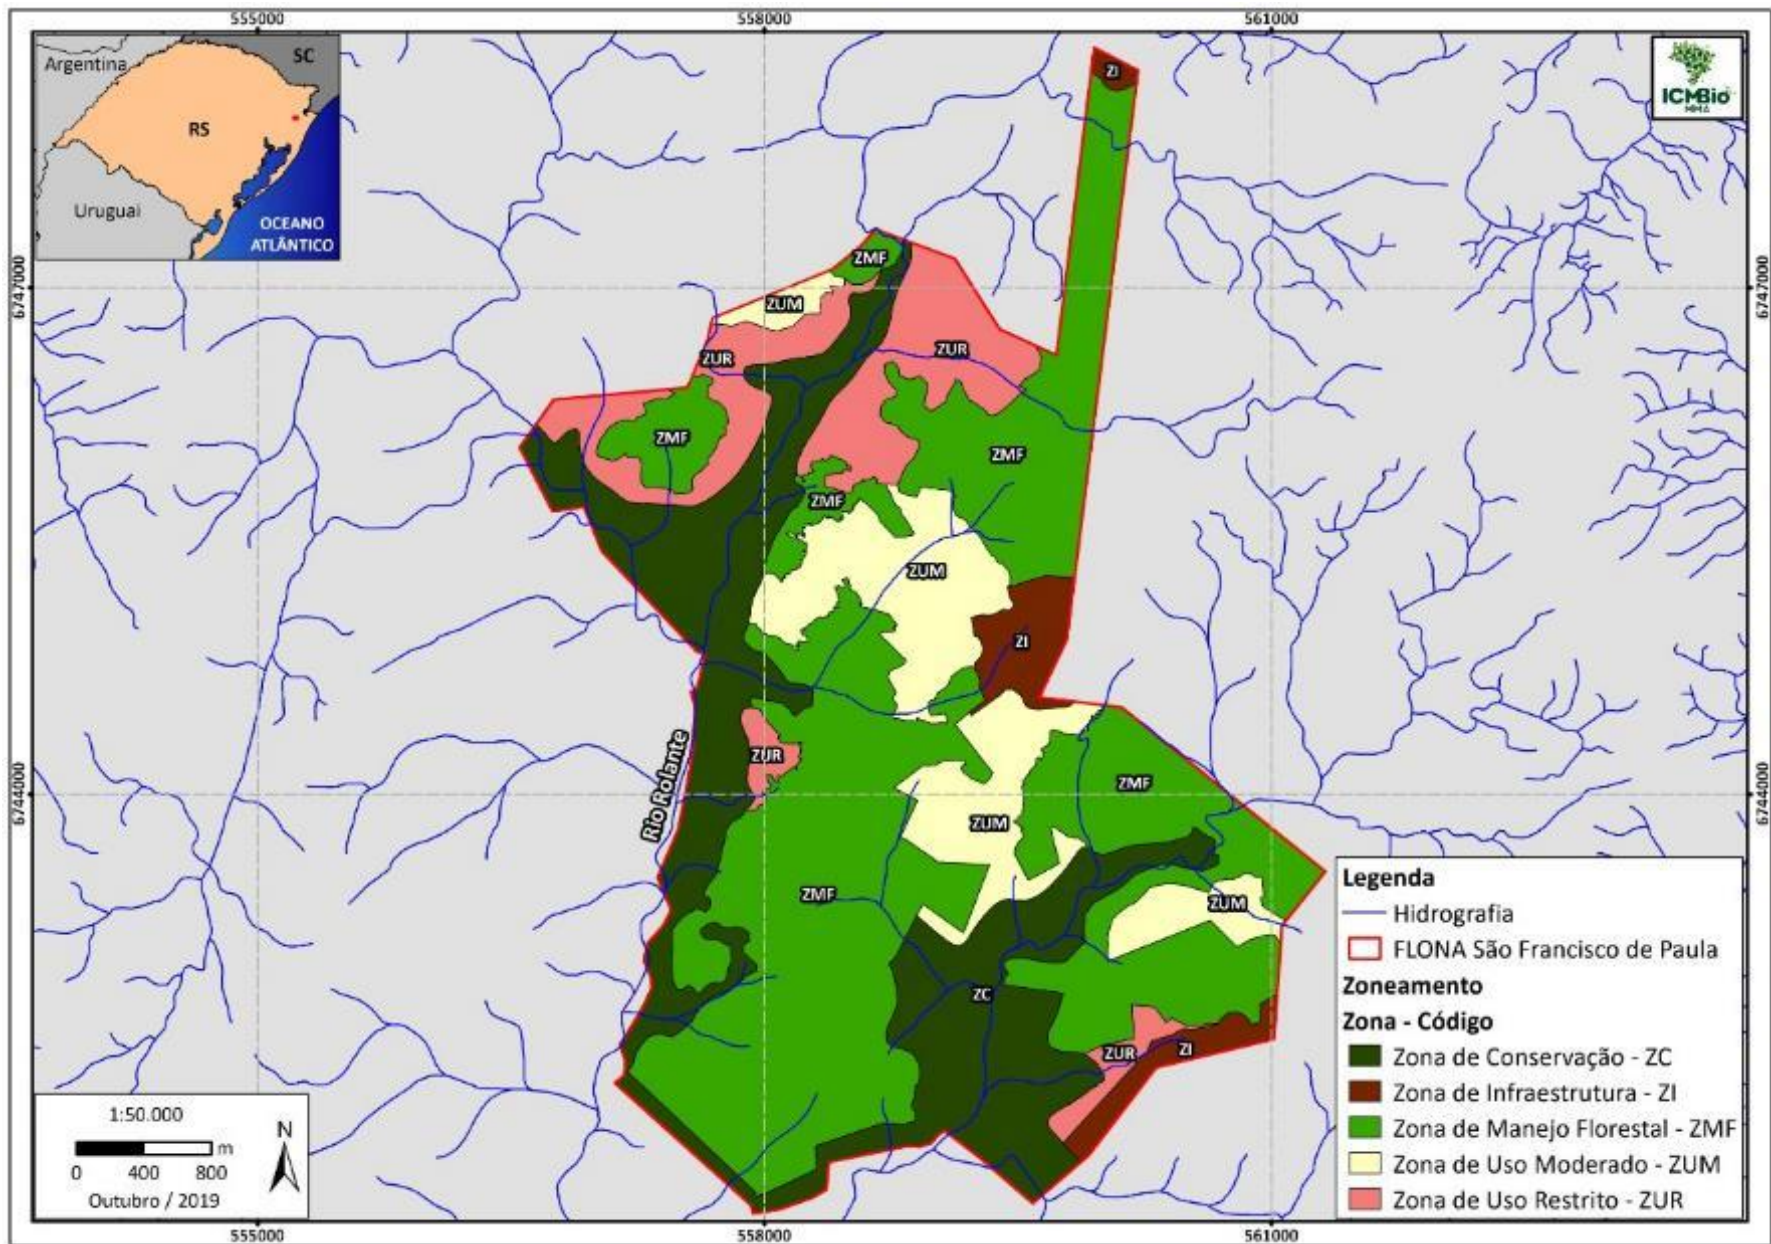 555000
558000
561000
Argentina
SC
RS
Uruguai
OCEANO
ATLÂNTICO
ICMBio
MMA
6747000
6747000
ZI
ZMF
ZUM
ZUR
ZUR
ZMF
ZMF
ZMF
ZUM
ZI
ZUR
Rio Rolante
ZMF
ZUM
6744000
6744000
ZMF
ZUM
ZC
ZUR
ZI
Legenda
Hidrografia
FLONA São Francisco de Paula
Zoneamento
Zona - Código
Zona de Conservação - ZC
Zona de Infraestrutura - ZI
Zona de Manejo Florestal - ZMF
Zona de Uso Moderado - ZUM
Zona de Uso Restrito - ZUR
1:50.000
m
0 400 800
Outubro / 2019
N
555000
558000
561000